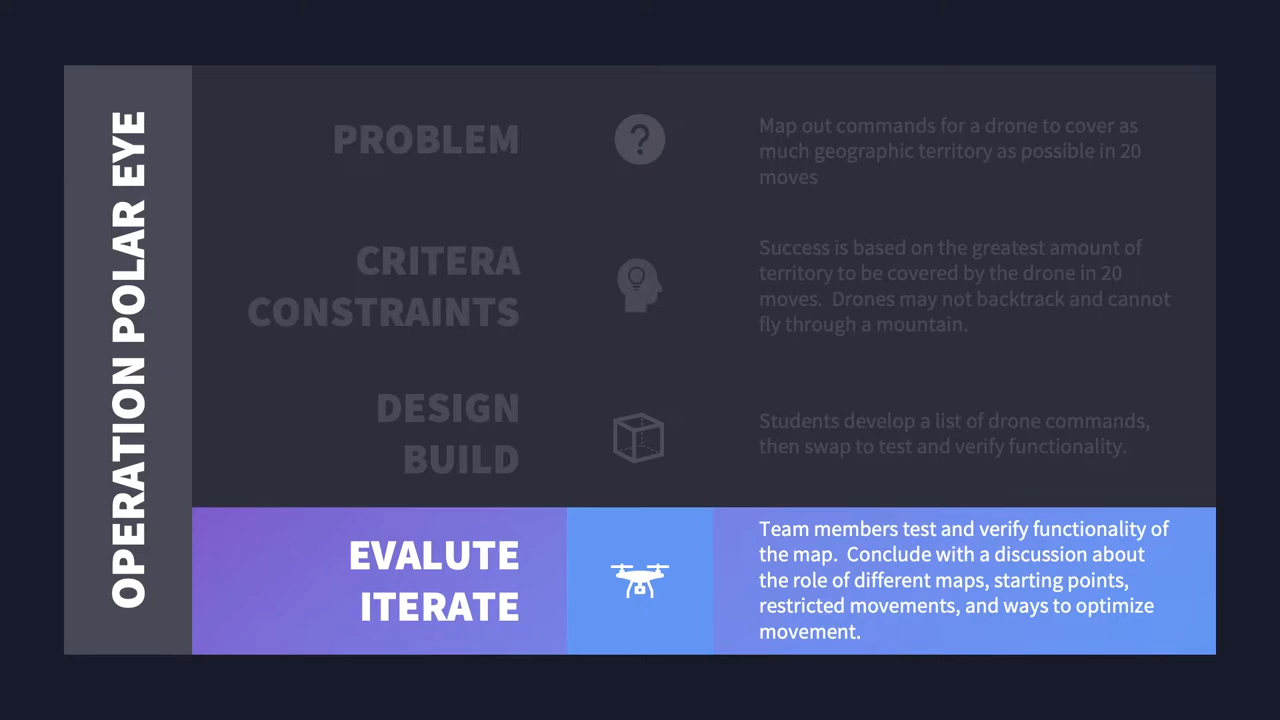 OPERATION POLAR EYE
PROBLEM
?
Map out commands for a drone to cover as
much geographic territory as possible in 20
moves
CRITERA
CONSTRAINTS
Success is based on the greatest amount of
territory to be covered by the drone in 20
moves. Drones may not backtrack and cannot
fly through a mountain.
DESIGN
BUILD
Students develop a list of drone commands,
then swap to test and verify functionality.
EVALUTE
ITERATE
Team members test and verify functionality of
the map. Conclude with a discussion about
the role of different maps, starting points,
restricted movements, and ways to optimize
movement.